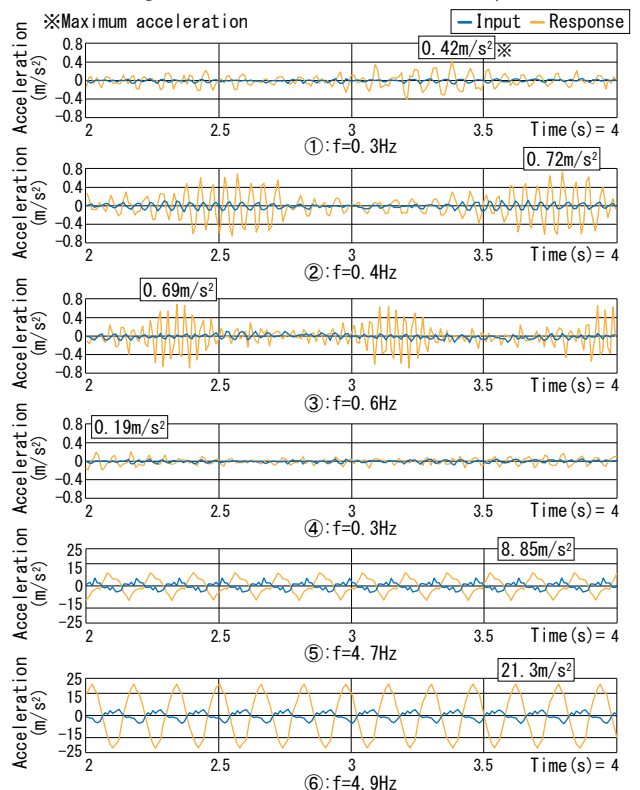 ※Maximum acceleration
Input Response
Acceleration
(m/s²)
0.8
0.4
0
-0.4
-0.8
0.42m/s²※
2 2.5 3 3.5 Time(s)= 4
①:f=0.3Hz
Acceleration
(m/s²)
0.8
0.4
0
-0.4
-0.8
0.72m/s²
2 2.5 3 3.5 Time(s)= 4
②:f=0.4Hz
Acceleration
(m/s²)
0.8
0.4
0
-0.4
-0.8
0.69m/s²
2 2.5 3 3.5 Time(s)= 4
③:f=0.6Hz
Acceleration
(m/s²)
0.8
0.4
0
-0.4
-0.8
0.19m/s²
2 2.5 3 3.5 Time(s)= 4
④:f=0.3Hz
Acceleration
(m/s²)
25
15
0
-15
-25
8.85m/s²
2 2.5 3 3.5 Time(s)= 4
⑤:f=4.7Hz
Acceleration
(m/s²)
25
15
0
-15
-25
21.3m/s²
2 2.5 3 3.5 Time(s)= 4
⑥:f=4.9Hz